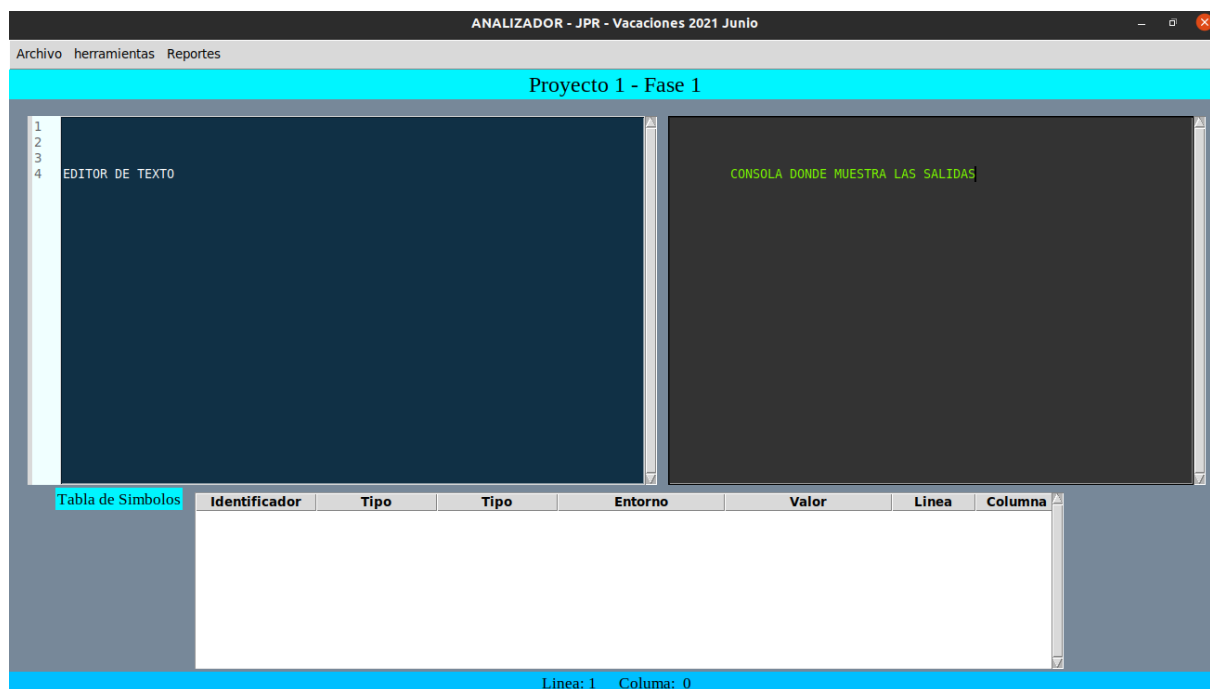 ANALIZADOR - JPR - Vacaciones 2021 Junio
Archivo herramientas Reportes
Proyecto 1 - Fase 1
1
2
3
4 EDITOR DE TEXTO
CONSOLA DONDE MUESTRA LAS SALIDAS
Tabla de Simbolos
Identificador Tipo Tipo Entorno Valor Linea Columna
Linea: 1 Columa: 0